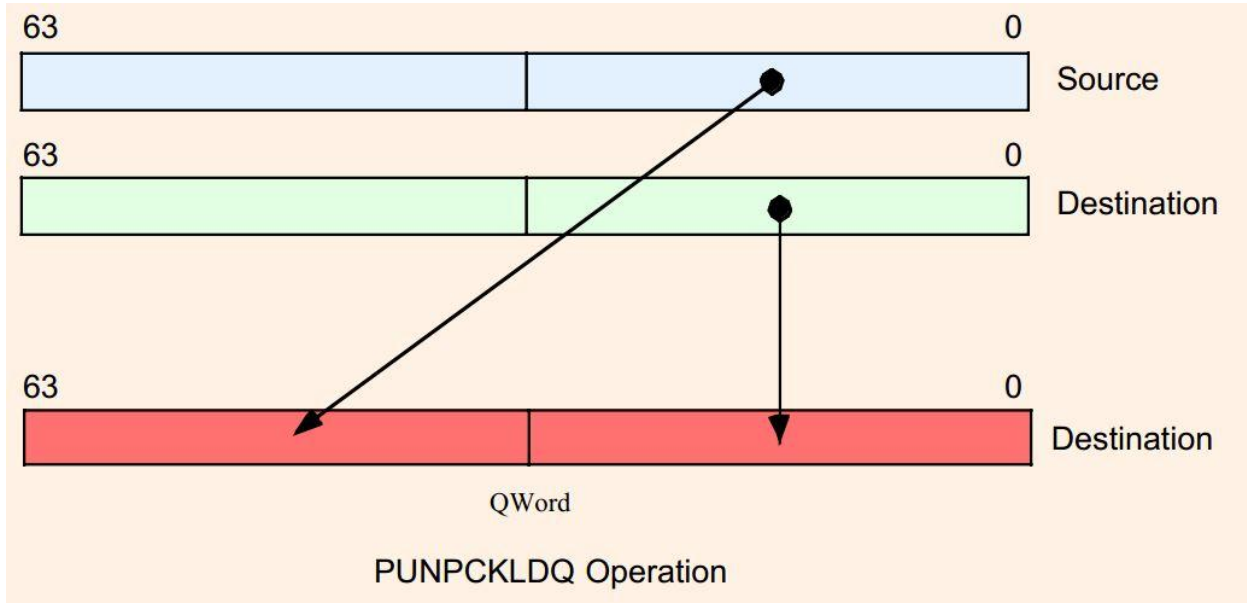 63 0
Source
63 0
Destination
63 0
Destination
QWord
PUNPCKLDQ Operation